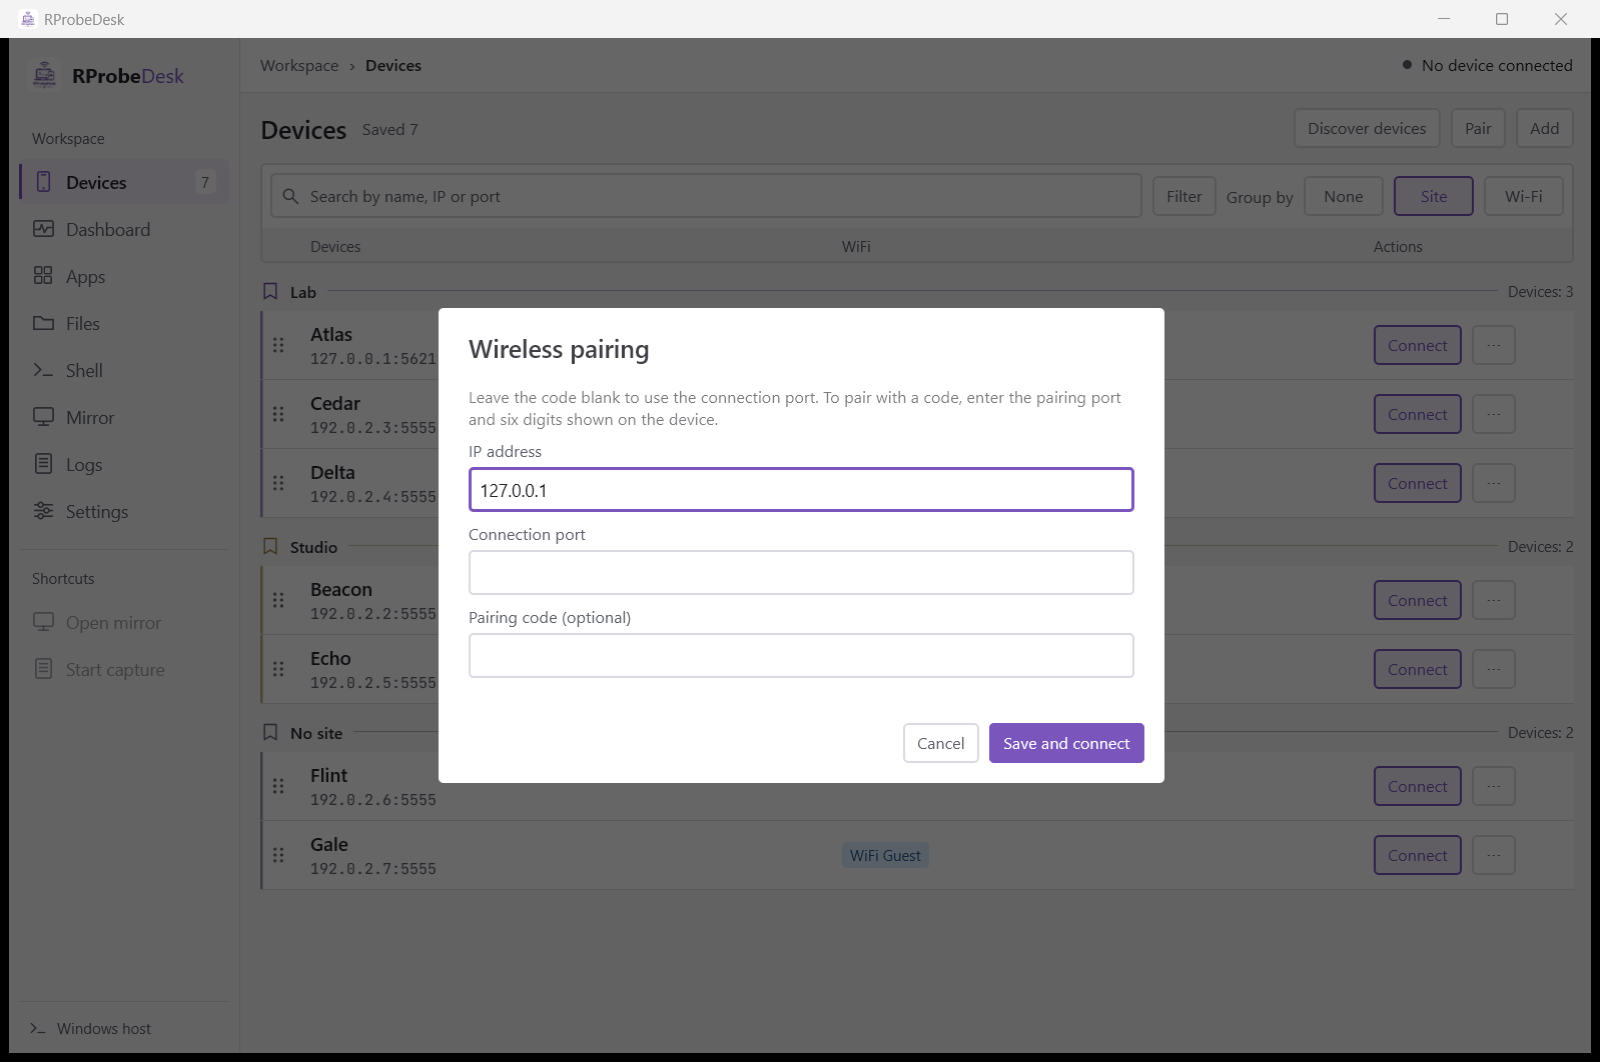 RProbeDesk
RProbeDesk
Workspace › Devices
No device connected
Workspace
Devices 7
Dashboard
Apps
Files
Shell
Mirror
Logs
Settings
Shortcuts
Open mirror
Start capture
Windows host
Devices Saved 7
Discover devices Pair Add
Search by name, IP or port Filter Group by None Site Wi-Fi
Devices WiFi Actions
Lab Devices: 3
Atlas
127.0.0.1:5621
Connect ...
Cedar
192.0.2.3:5555
Connect ...
Delta
192.0.2.4:5555
Connect ...
Studio Devices: 2
Beacon
192.0.2.2:5555
Connect ...
Echo
192.0.2.5:5555
Connect ...
No site Devices: 2
Flint
192.0.2.6:5555
Connect ...
Gale
192.0.2.7:5555
WiFi Guest
Connect ...
Wireless pairing
Leave the code blank to use the connection port. To pair with a code, enter the pairing port
and six digits shown on the device.
IP address
127.0.0.1
Connection port
Pairing code (optional)
Cancel Save and connect